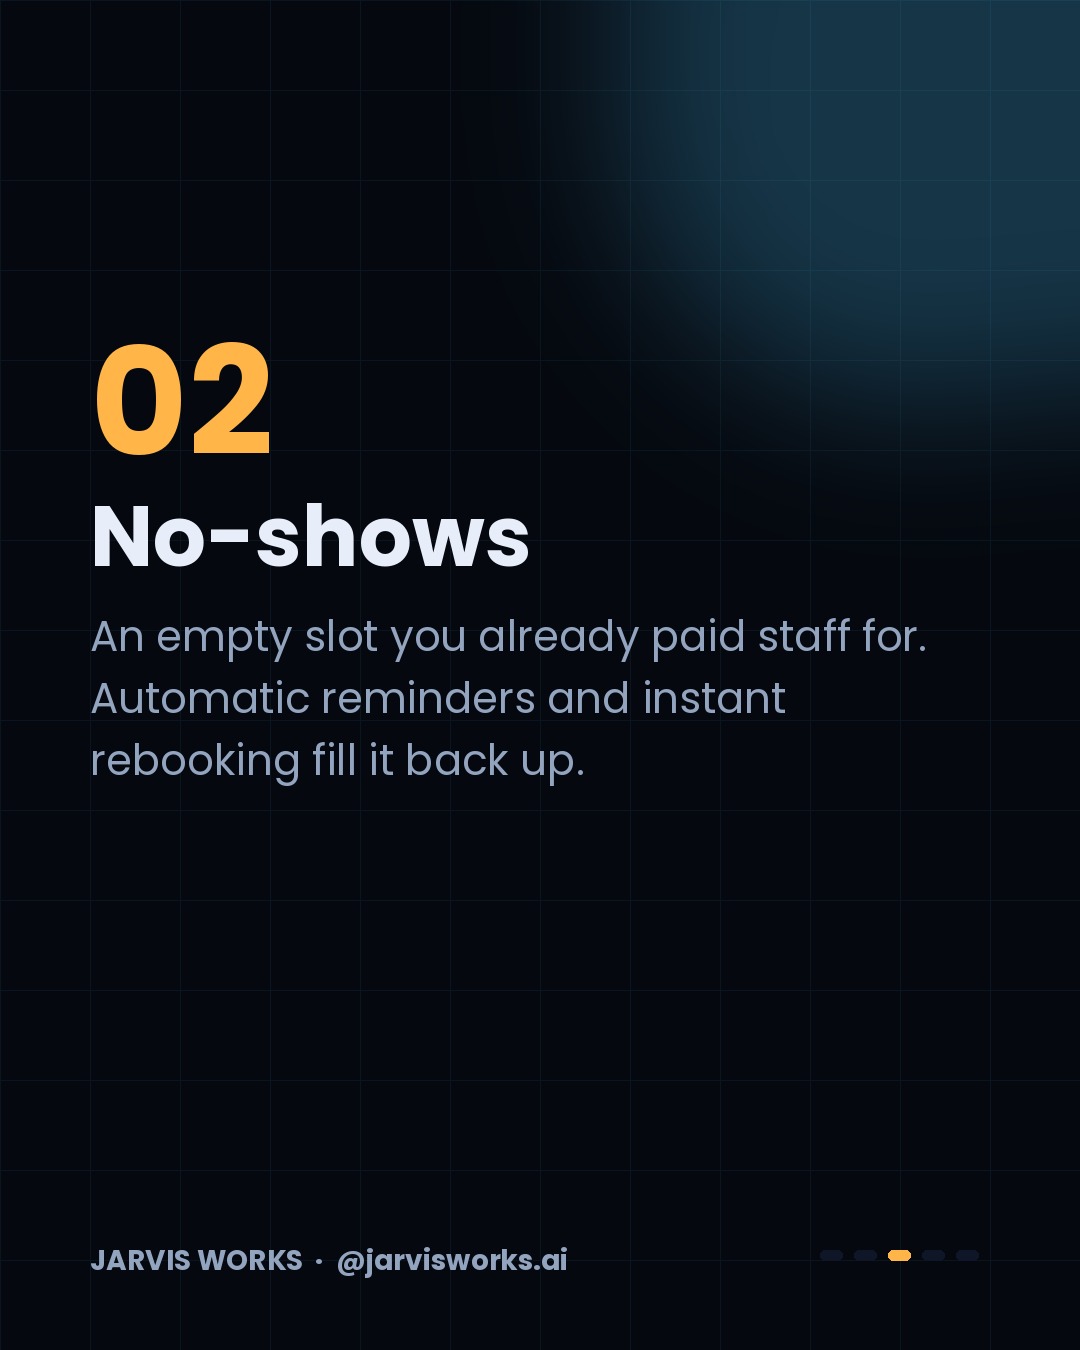 02
No-shows
An empty slot you already paid staff for.
Automatic reminders and instant
rebooking fill it back up.
JARVIS WORKS · @jarvisworks.ai